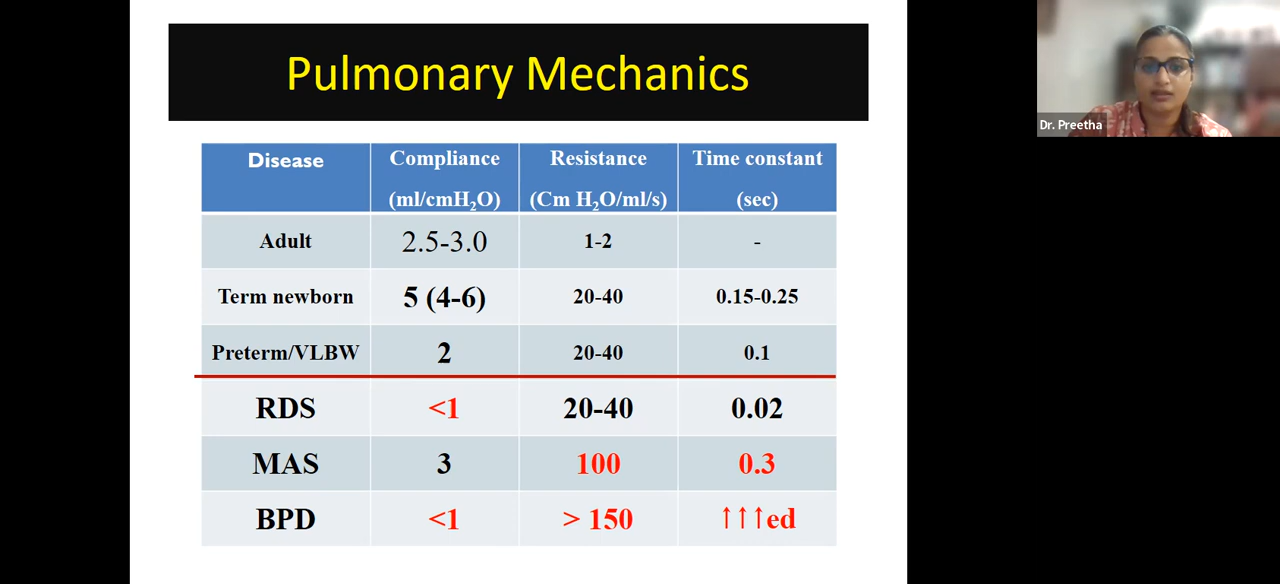 Pulmonary Mechanics
Dr. Preetha
Disease Compliance Resistance Time constant
(ml/cmH₂O) (Cm H₂O/ml/s) (sec)
Adult 2.5-3.0 1-2 -
Term newborn 5 (4-6) 20-40 0.15-0.25
Preterm/VLBW 2 20-40 0.1
RDS <1 20-40 0.02
MAS 3 100 0.3
BPD <1 > 150 ↑↑↑ed